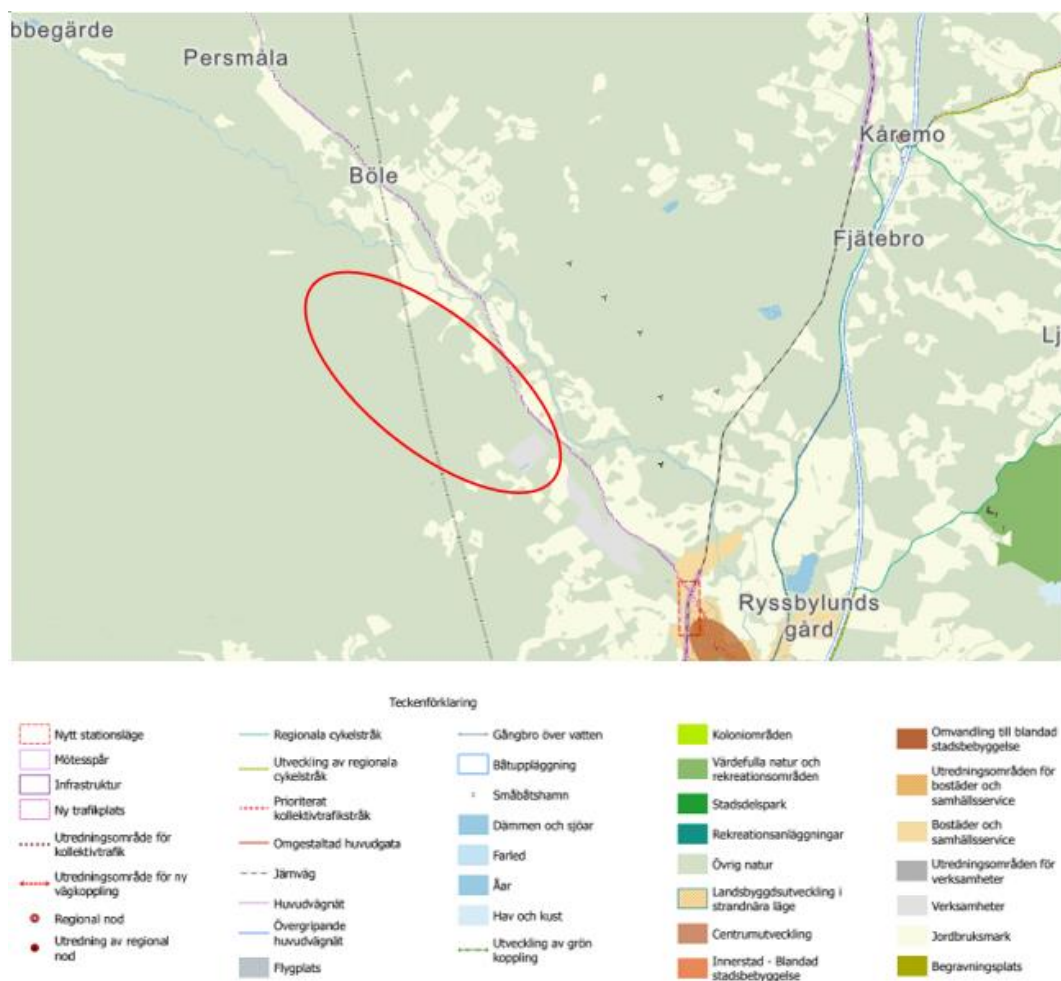 bbegärde
Persmåla
Kåremo
Böle
Fjätebro
Lj
Ryssbylunds
gård
Teckenförklaring
Nytt stationsläge
Mötesspår
Infrastruktur
Ny trafikplats
Utredningsområde för
kollektivtrafik
Utredningsområde för ny
vägkoppling
Regional nod
Utredning av regional
nod
Regionala cykelstråk
Utveckling av regionala
cykelstråk
Prioriterat
kollektivtrafikstråk
Omgestaltad huvudgata
Järnväg
Huvudvägnät
Övergripande
huvudvägnät
Flygplats
Gångbro över vatten
Båtuppläggning
Småbåtshamn
Dämmen och sjöar
Farled
Åar
Hav och kust
Utveckling av grön
koppling
Koloniområden
Värdefulla natur och
rekreationsområden
Stadsdelspark
Rekreationsanläggningar
Övrig natur
Landsbygdsutveckling i
strandnära läge
Centrumutveckling
Innerstad - Blandad
stadsbebyggelse
Omvandling till blandad
stadsbebyggelse
Utredningsområden för
bostäder och
samhällsservice
Bostäder och
samhällsservice
Utredningsområden för
verksamheter
Verksamheter
Jordbruksmark
Begravningsplats